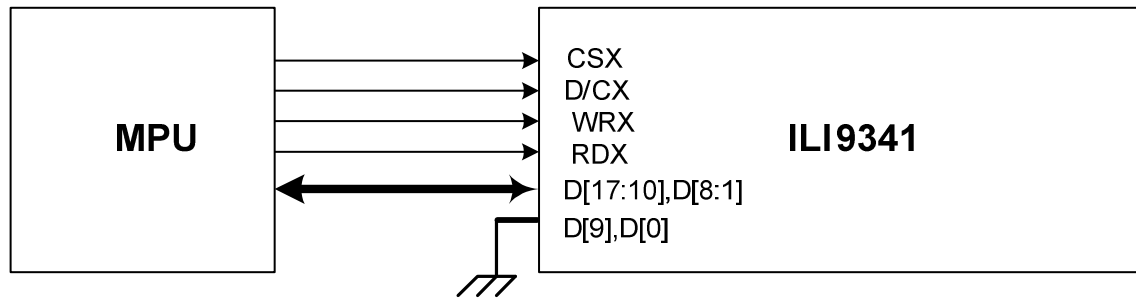 MPU
CSX
D/CX
WRX
RDX
D[17:10],D[8:1]
D[9],D[0]
ILI9341